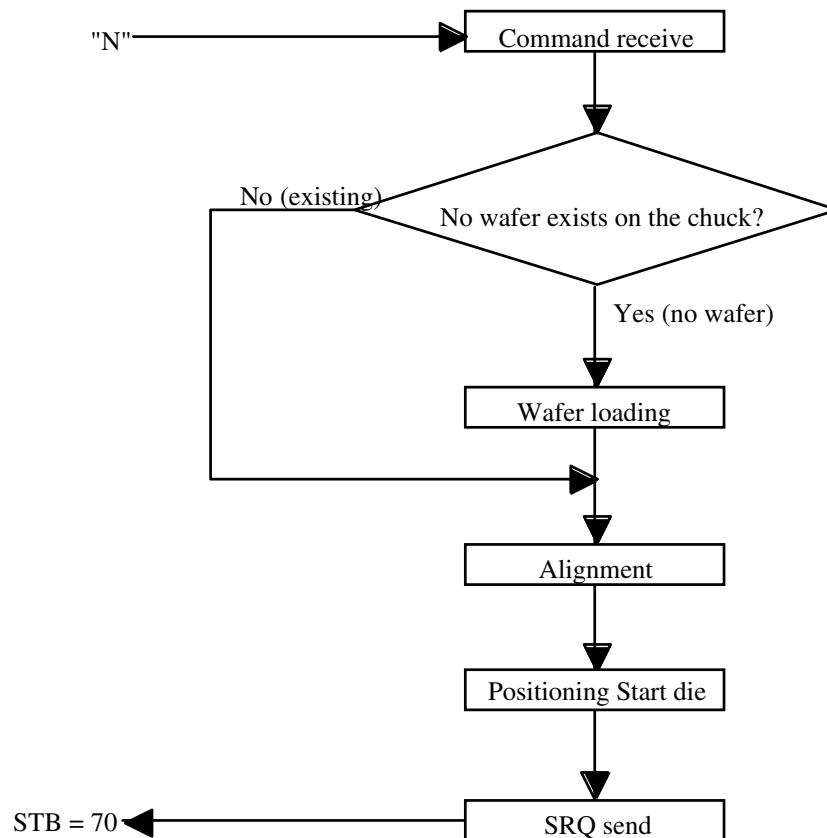 "N"
Command receive
No (existing)
No wafer exists on the chuck?
Yes (no wafer)
Wafer loading
Alignment
Positioning Start die
STB = 70
SRQ send